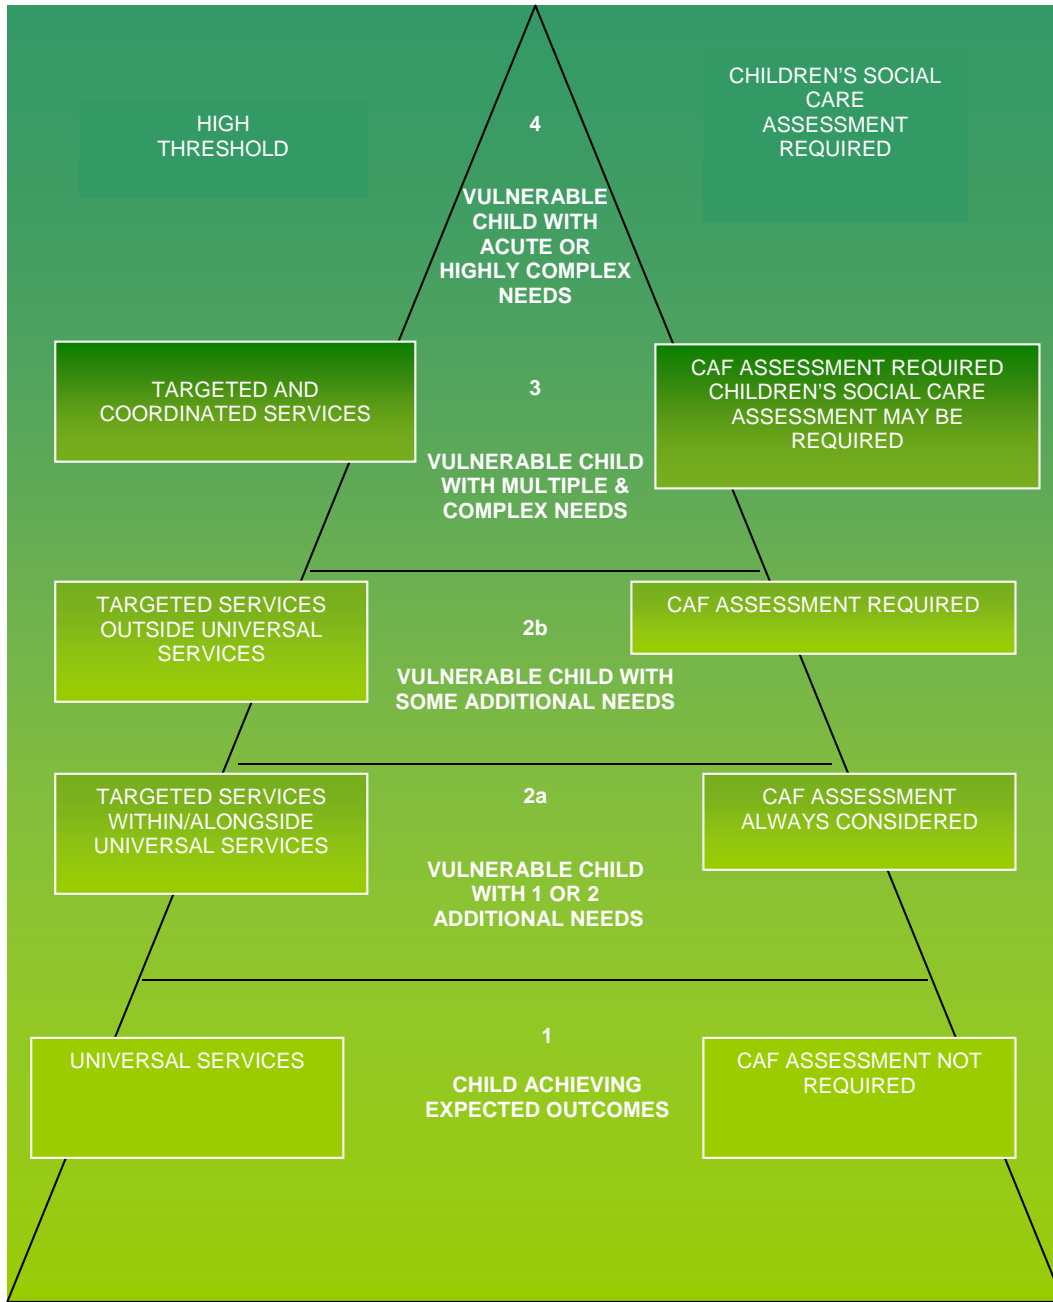 HIGH
THRESHOLD
4
CHILDREN'S SOCIAL
CARE
ASSESSMENT
REQUIRED
VULNERABLE
CHILD WITH
ACUTE OR
HIGHLY COMPLEX
NEEDS
TARGETED AND
COORDINATED SERVICES
3
VULNERABLE CHILD
WITH MULTIPLE &
COMPLEX NEEDS
CAF ASSESSMENT REQUIRED
CHILDREN'S SOCIAL CARE
ASSESSMENT MAY BE
REQUIRED
TARGETED SERVICES
OUTSIDE UNIVERSAL
SERVICES
2b
VULNERABLE CHILD WITH
SOME ADDITIONAL NEEDS
CAF ASSESSMENT REQUIRED
TARGETED SERVICES
WITHIN/ALONGSIDE
UNIVERSAL SERVICES
2a
VULNERABLE CHILD
WITH 1 OR 2
ADDITIONAL NEEDS
CAF ASSESSMENT
ALWAYS CONSIDERED
UNIVERSAL SERVICES
1
CHILD ACHIEVING
EXPECTED OUTCOMES
CAF ASSESSMENT NOT
REQUIRED